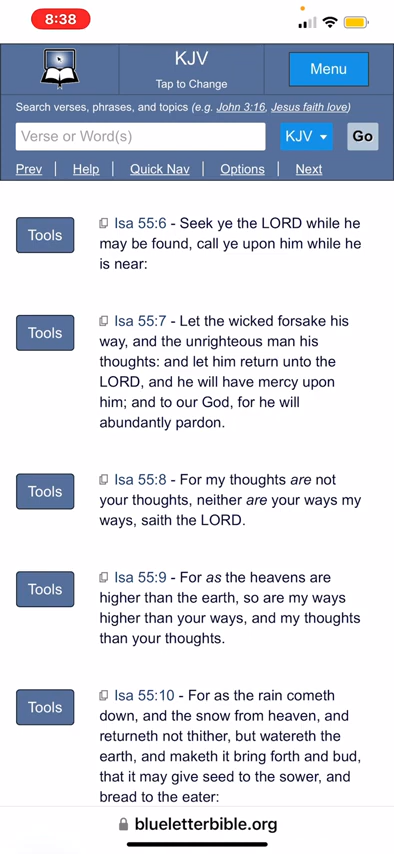 8:38
KJV
Tap to Change
Menu
Search verses, phrases, and topics (e.g. John 3:16, Jesus faith love)
Verse or Word(s)
KJV
Go
Prev | Help | Quick Nav | Options | Next
Tools
Isa 55:6 - Seek ye the LORD while he
may be found, call ye upon him while he
is near:
Tools
Isa 55:7 - Let the wicked forsake his
way, and the unrighteous man his
thoughts: and let him return unto the
LORD, and he will have mercy upon
him; and to our God, for he will
abundantly pardon.
Tools
Isa 55:8 - For my thoughts are not
your thoughts, neither are your ways my
ways, saith the LORD.
Tools
Isa 55:9 - For as the heavens are
higher than the earth, so are my ways
higher than your ways, and my thoughts
than your thoughts.
Tools
Isa 55:10 - For as the rain cometh
down, and the snow from heaven, and
returneth not thither, but watereth the
earth, and maketh it bring forth and bud,
that it may give seed to the sower, and
bread to the eater:
blueletterbible.org